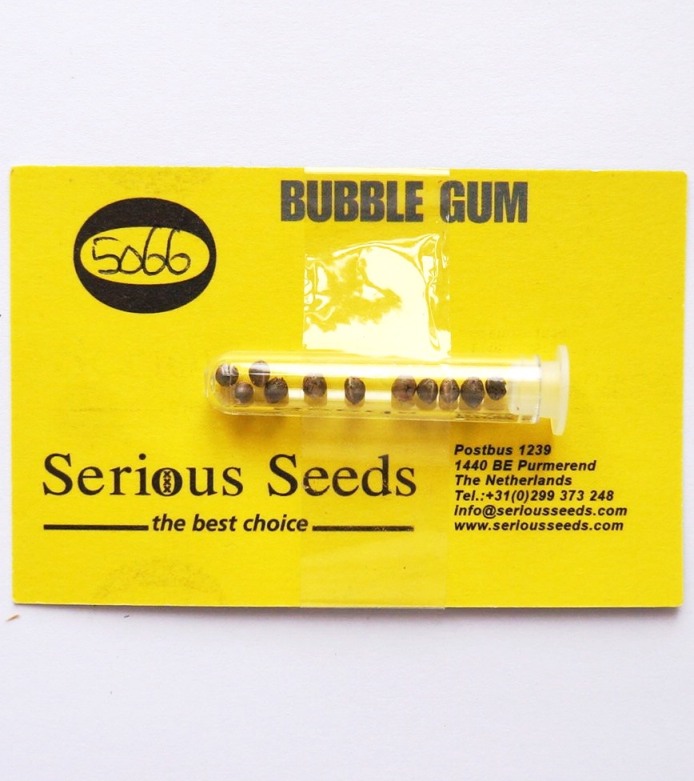 5066
BUBBLE GUM
Serious Seeds
the best choice
Postbus 1239
1440 BE Purmerend
The Netherlands
Tel.:+31(0)299 373 248
info@seriousseeds.com
www.seriousseeds.com